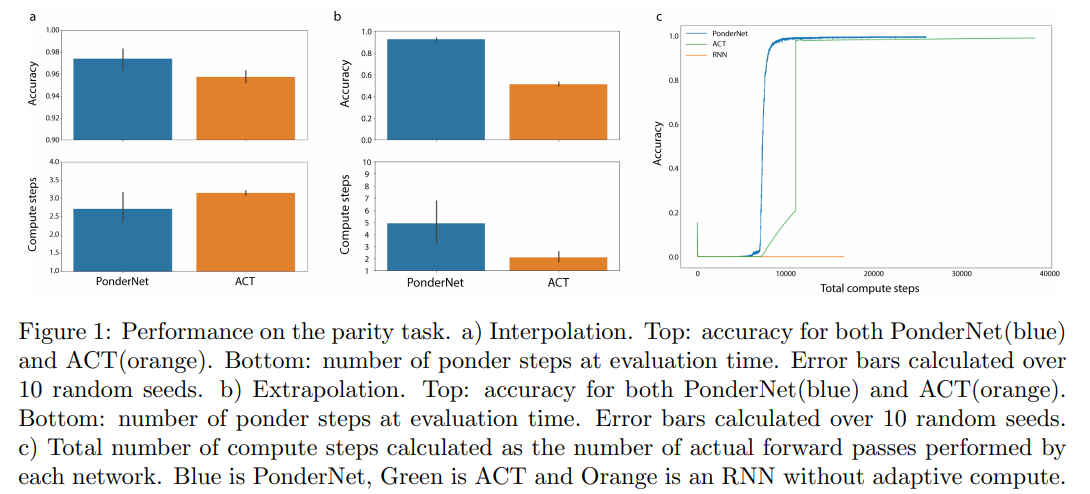 a
1.00
0.98
0.96
0.94
0.92
0.90
Accuracy
4.0
3.5
3.0
2.5
2.0
1.5
1.0
Compute steps
PonderNet
ACT
b
1.0
0.8
0.6
0.4
0.2
0.0
Accuracy
10
9
8
7
6
5
4
3
2
1
Compute steps
PonderNet
ACT
c
PonderNet
ACT
RNN
1.0
0.8
0.6
0.4
0.2
0.0
Accuracy
0
10000
20000
30000
40000
Total compute steps
Figure 1: Performance on the parity task. a) Interpolation. Top: accuracy for both PonderNet(blue)
and ACT(orange). Bottom: number of ponder steps at evaluation time. Error bars calculated over
10 random seeds. b) Extrapolation. Top: accuracy for both PonderNet(blue) and ACT(orange).
Bottom: number of ponder steps at evaluation time. Error bars calculated over 10 random seeds.
c) Total number of compute steps calculated as the number of actual forward passes performed by
each network. Blue is PonderNet, Green is ACT and Orange is an RNN without adaptive compute.